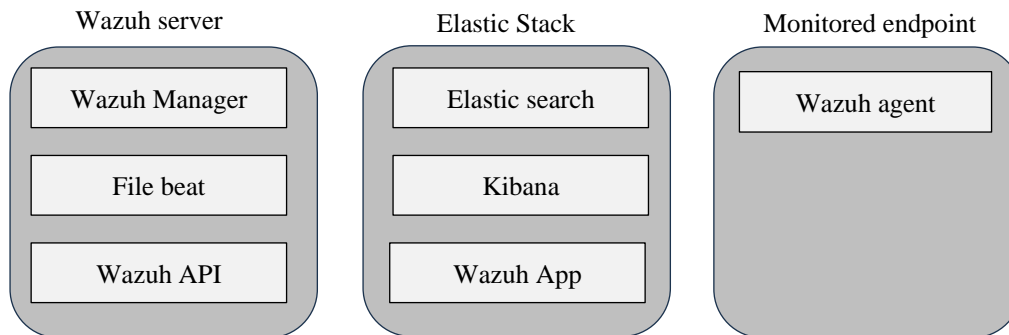 Wazuh server
Wazuh Manager
File beat
Wazuh API
Elastic Stack
Elastic search
Kibana
Wazuh App
Monitored endpoint
Wazuh agent